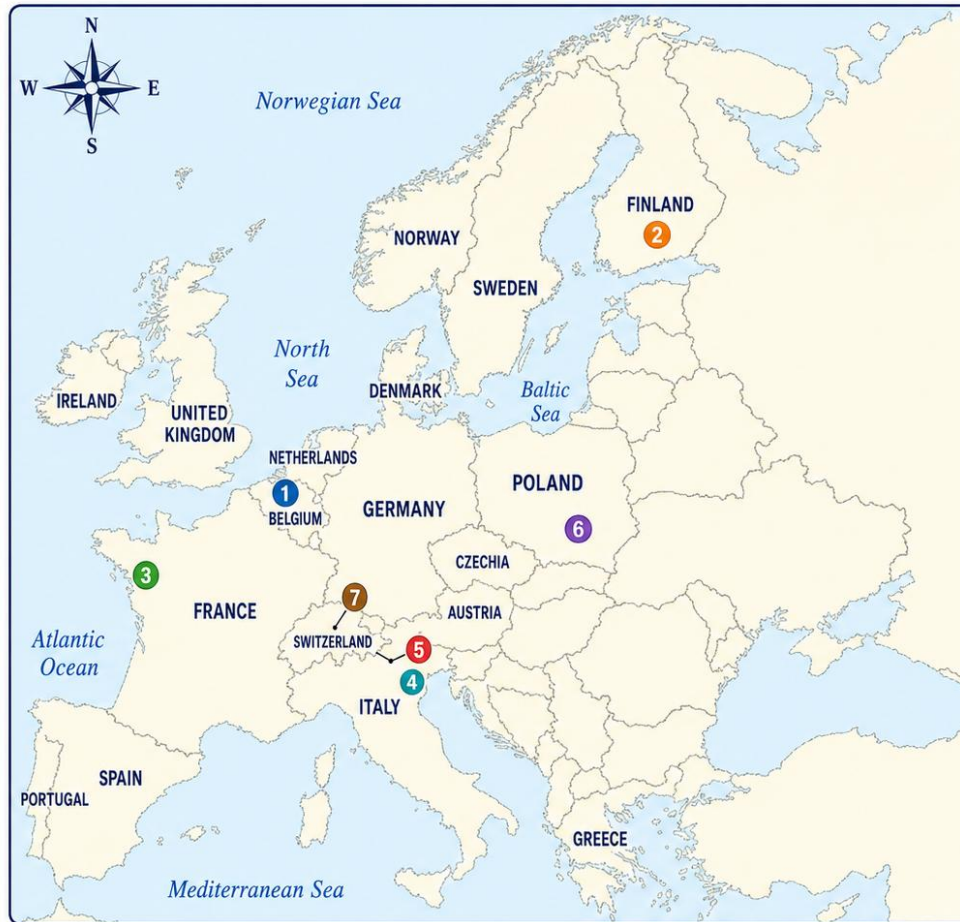 N
W
E
S
Norwegian Sea
FINLAND
2
NORWAY
SWEDEN
North
Sea
IRELAND
UNITED
KINGDOM
DENMARK
Baltic
Sea
NETHERLANDS
1
BELGIUM
GERMANY
POLAND
6
CZECHIA
3
FRANCE
7
AUSTRIA
SWITZERLAND
5
4
ITALY
Atlantic
Ocean
SPAIN
PORTUGAL
GREECE
Mediterranean Sea